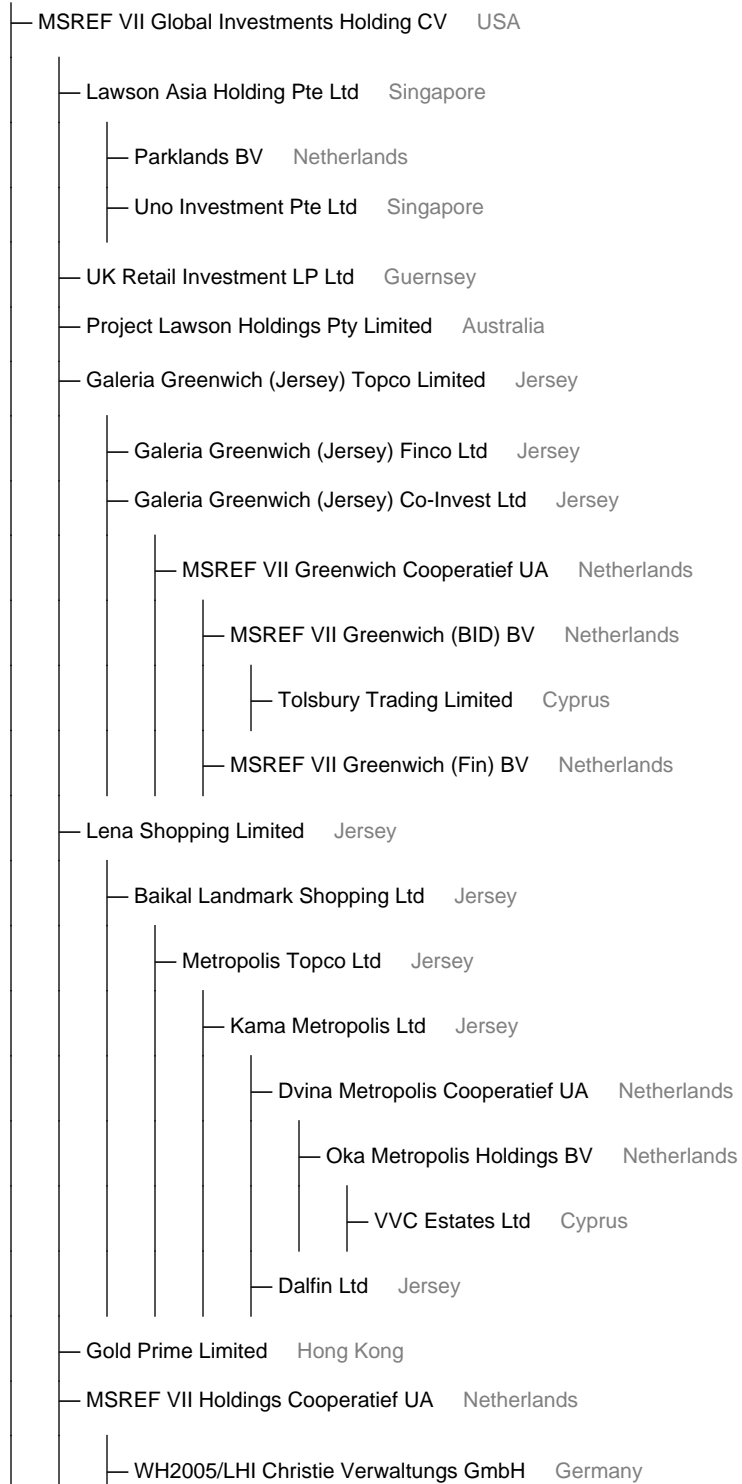 MSREF VII Global Investments Holding CV USA
Lawson Asia Holding Pte Ltd Singapore
Parklands BV Netherlands
Uno Investment Pte Ltd Singapore
UK Retail Investment LP Ltd Guernsey
Project Lawson Holdings Pty Limited Australia
Galeria Greenwich (Jersey) Topco Limited Jersey
Galeria Greenwich (Jersey) Finco Ltd Jersey
Galeria Greenwich (Jersey) Co-Invest Ltd Jersey
MSREF VII Greenwich Cooperatief UA Netherlands
MSREF VII Greenwich (BID) BV Netherlands
Tolsbury Trading Limited Cyprus
MSREF VII Greenwich (Fin) BV Netherlands
Lena Shopping Limited Jersey
Baikal Landmark Shopping Ltd Jersey
Metropolis Topco Ltd Jersey
Kama Metropolis Ltd Jersey
Dvina Metropolis Cooperatief UA Netherlands
Oka Metropolis Holdings BV Netherlands
VVC Estates Ltd Cyprus
Dalfin Ltd Jersey
Gold Prime Limited Hong Kong
MSREF VII Holdings Cooperatief UA Netherlands
WH2005/LHI Christie Verwaltungs GmbH Germany